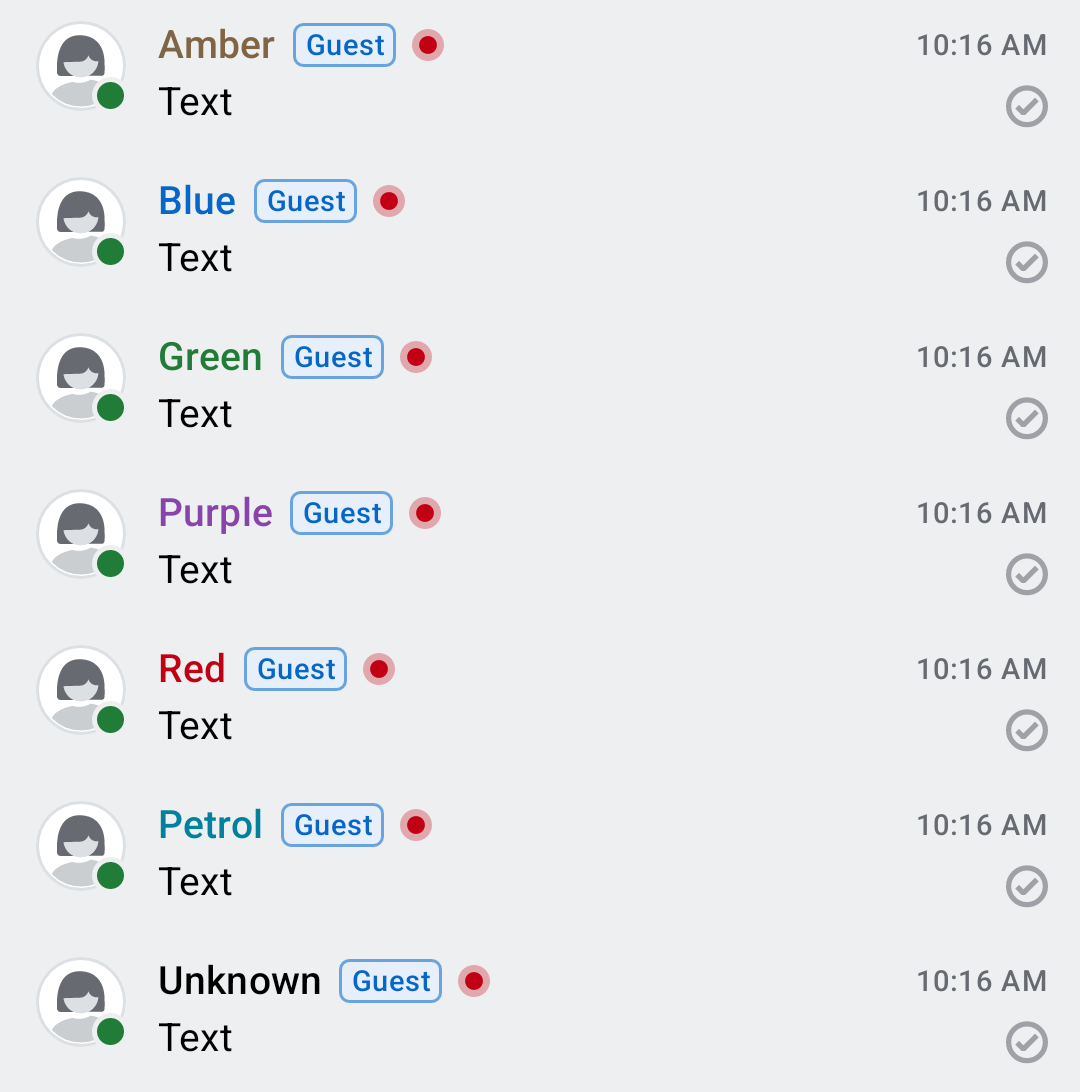 Amber Guest 10:16 AM
Text
Blue Guest 10:16 AM
Text
Green Guest 10:16 AM
Text
Purple Guest 10:16 AM
Text
Red Guest 10:16 AM
Text
Petrol Guest 10:16 AM
Text
Unknown Guest 10:16 AM
Text